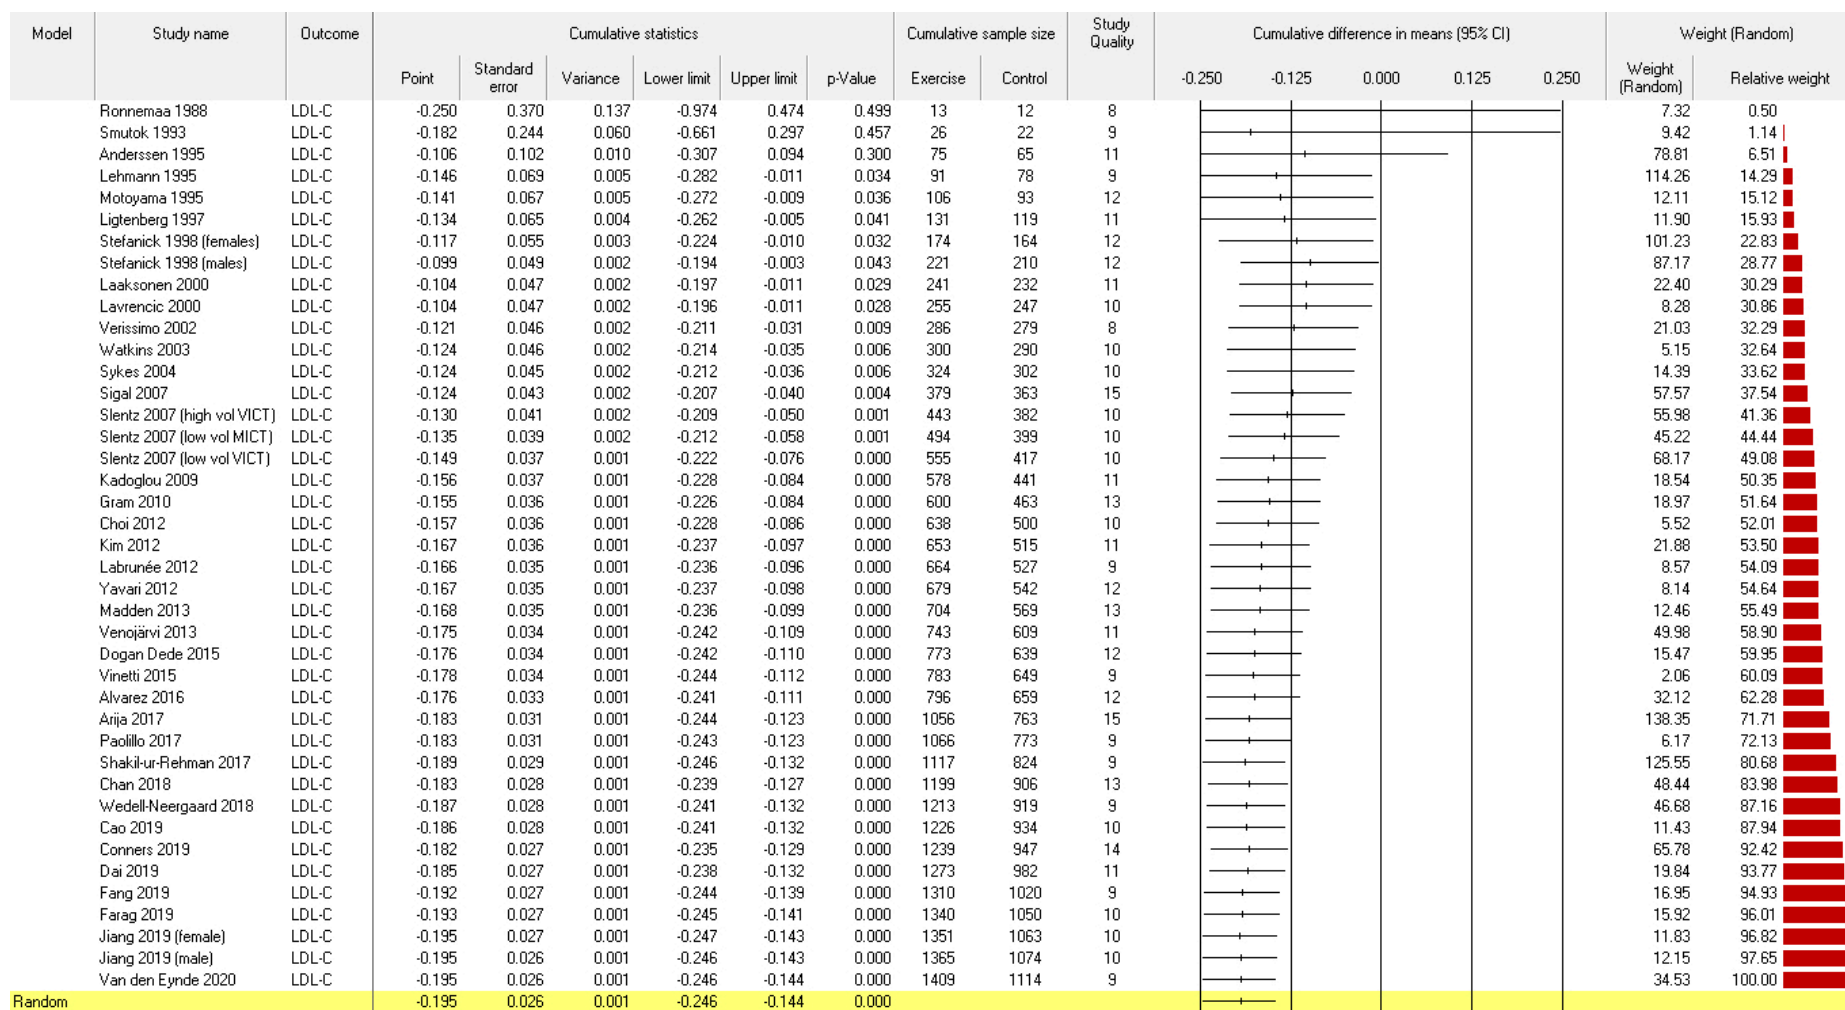 Model Study name Outcome Cumulative statistics Cumulative sample size Study Quality Cumulative difference in means (95% CI) Weight (Random)
Point Standard error Variance Lower limit Upper limit p-Value Exercise Control -0.250 -0.125 0.000 0.125 0.250 Weight (Random) Relative weight
Ronnemaa 1988 LDL-C -0.250 0.370 0.137 -0.974 0.474 0.499 13 12 8 7.32 0.50
Smutok 1993 LDL-C -0.182 0.244 0.060 -0.661 0.297 0.457 26 22 9 9.42 1.14
Anderssen 1995 LDL-C -0.106 0.102 0.010 -0.307 0.094 0.300 75 65 11 78.81 6.51
Lehmann 1995 LDL-C -0.146 0.069 0.005 -0.282 -0.011 0.034 91 78 9 114.26 14.29
Motoyama 1995 LDL-C -0.141 0.067 0.005 -0.272 -0.009 0.036 106 93 12 12.11 15.12
Ligtenberg 1997 LDL-C -0.134 0.065 0.004 -0.262 -0.005 0.041 131 119 11 11.90 15.93
Stefanick 1998 (females) LDL-C -0.117 0.055 0.003 -0.224 -0.010 0.032 174 164 12 101.23 22.83
Stefanick 1998 (males) LDL-C -0.099 0.049 0.002 -0.194 -0.003 0.043 221 210 12 87.17 28.77
Laaksonen 2000 LDL-C -0.104 0.047 0.002 -0.197 -0.011 0.029 241 232 11 22.40 30.29
Lavrencic 2000 LDL-C -0.104 0.047 0.002 -0.196 -0.011 0.028 255 247 10 8.28 30.86
Verissimo 2002 LDL-C -0.121 0.046 0.002 -0.211 -0.031 0.009 286 279 8 21.03 32.29
Watkins 2003 LDL-C -0.124 0.046 0.002 -0.214 -0.035 0.006 300 290 10 5.15 32.64
Sykes 2004 LDL-C -0.124 0.045 0.002 -0.212 -0.036 0.006 324 302 10 14.39 33.62
Sigal 2007 LDL-C -0.124 0.043 0.002 -0.207 -0.040 0.004 379 363 15 57.57 37.54
Slentz 2007 (high vol VICT) LDL-C -0.130 0.041 0.002 -0.209 -0.050 0.001 443 382 10 55.98 41.36
Slentz 2007 (low vol MICT) LDL-C -0.135 0.039 0.002 -0.212 -0.058 0.001 494 399 10 45.22 44.44
Slentz 2007 (low vol VICT) LDL-C -0.149 0.037 0.001 -0.222 -0.076 0.000 555 417 10 68.17 49.08
Kadoglou 2009 LDL-C -0.156 0.037 0.001 -0.228 -0.084 0.000 578 441 11 18.54 50.35
Gram 2010 LDL-C -0.155 0.036 0.001 -0.226 -0.084 0.000 600 463 13 18.97 51.64
Choi 2012 LDL-C -0.157 0.036 0.001 -0.228 -0.086 0.000 638 500 10 5.52 52.01
Kim 2012 LDL-C -0.167 0.036 0.001 -0.237 -0.097 0.000 653 515 11 21.88 53.50
Labrunée 2012 LDL-C -0.166 0.035 0.001 -0.236 -0.096 0.000 664 527 9 8.57 54.09
Yavari 2012 LDL-C -0.167 0.035 0.001 -0.237 -0.098 0.000 679 542 12 8.14 54.64
Madden 2013 LDL-C -0.168 0.035 0.001 -0.236 -0.099 0.000 704 569 13 12.46 55.49
Venojärvi 2013 LDL-C -0.175 0.034 0.001 -0.242 -0.109 0.000 743 609 11 49.98 58.90
Dogan Dede 2015 LDL-C -0.176 0.034 0.001 -0.242 -0.110 0.000 773 639 12 15.47 59.95
Vinetti 2015 LDL-C -0.178 0.034 0.001 -0.244 -0.112 0.000 783 649 9 2.06 60.09
Alvarez 2016 LDL-C -0.176 0.033 0.001 -0.241 -0.111 0.000 796 659 12 32.12 62.28
Arija 2017 LDL-C -0.183 0.031 0.001 -0.244 -0.123 0.000 1056 763 15 138.35 71.71
Paolillo 2017 LDL-C -0.183 0.031 0.001 -0.243 -0.123 0.000 1066 773 9 6.17 72.13
Shakil-ur-Rehman 2017 LDL-C -0.189 0.029 0.001 -0.246 -0.132 0.000 1117 824 9 125.55 80.68
Chan 2018 LDL-C -0.183 0.028 0.001 -0.239 -0.127 0.000 1199 906 13 48.44 83.98
Wedell-Neergaard 2018 LDL-C -0.187 0.028 0.001 -0.241 -0.132 0.000 1213 919 9 46.68 87.16
Cao 2019 LDL-C -0.186 0.028 0.001 -0.241 -0.132 0.000 1226 934 10 11.43 87.94
Conners 2019 LDL-C -0.182 0.027 0.001 -0.235 -0.129 0.000 1239 947 14 65.78 92.42
Dai 2019 LDL-C -0.185 0.027 0.001 -0.238 -0.132 0.000 1273 982 11 19.84 93.77
Fang 2019 LDL-C -0.192 0.027 0.001 -0.244 -0.139 0.000 1310 1020 9 16.95 94.93
Farag 2019 LDL-C -0.193 0.027 0.001 -0.245 -0.141 0.000 1340 1050 10 15.92 96.01
Jiang 2019 (female) LDL-C -0.195 0.027 0.001 -0.247 -0.143 0.000 1351 1063 10 11.83 96.82
Jiang 2019 (male) LDL-C -0.195 0.026 0.001 -0.246 -0.143 0.000 1365 1074 10 12.15 97.65
Van den Eynde 2020 LDL-C -0.195 0.026 0.001 -0.246 -0.144 0.000 1409 1114 9 34.53 100.00
Random -0.195 0.026 0.001 -0.246 -0.144 0.000